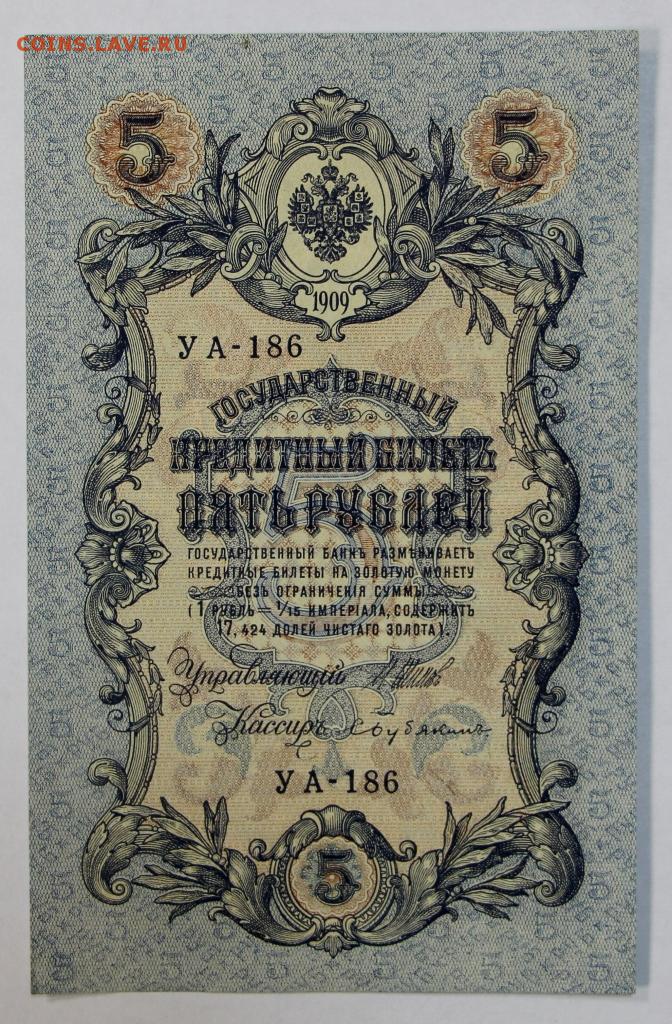 COINS.LAVE.RU
5 5
1909
УА-186
ГОСУДАРСТВЕННЫЙ
КРЕДИТНЫЙ БИЛЕТЪ
ПЯТЬ РУБЛЕЙ
ГОСУДАРСТВЕННЫЙ БАНКЪ РАЗМѢНИВАЕТЪ
КРЕДИТНЫЕ БИЛЕТЫ НА ЗОЛОТУЮ МОНЕТУ
БЕЗЪ ОГРАНИЧЕНІЯ СУММЫ
(1 РУБЛЬ = 1/15 ИМПЕРІАЛА, СОДЕРЖИТЪ
17,424 ДОЛЕЙ ЧИСТАГО ЗОЛОТА).
Управляющій
Кассиръ
УА-186
5